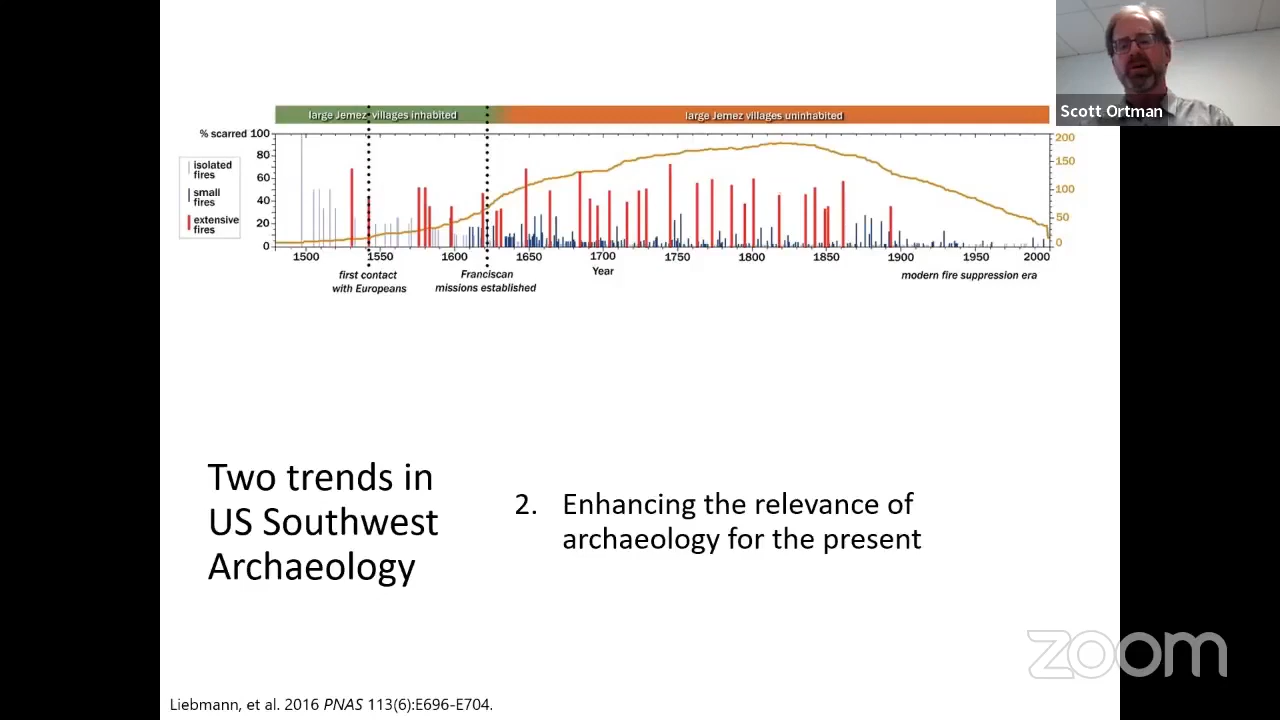 Scott Ortman
large Jemez villages inhabited
large Jemez villages uninhabited
% scarred 100
80
60
40
20
0
200
150
100
50
0
isolated
fires
small
fires
extensive
fires
1500 1550 1600 1650 1700 1750 1800 1850 1900 1950 2000
Year
first contact
with Europeans
Franciscan
missions established
modern fire suppression era
Two trends in
US Southwest
Archaeology
2. Enhancing the relevance of
archaeology for the present
zoom
Liebmann, et al. 2016 PNAS 113(6):E696-E704.